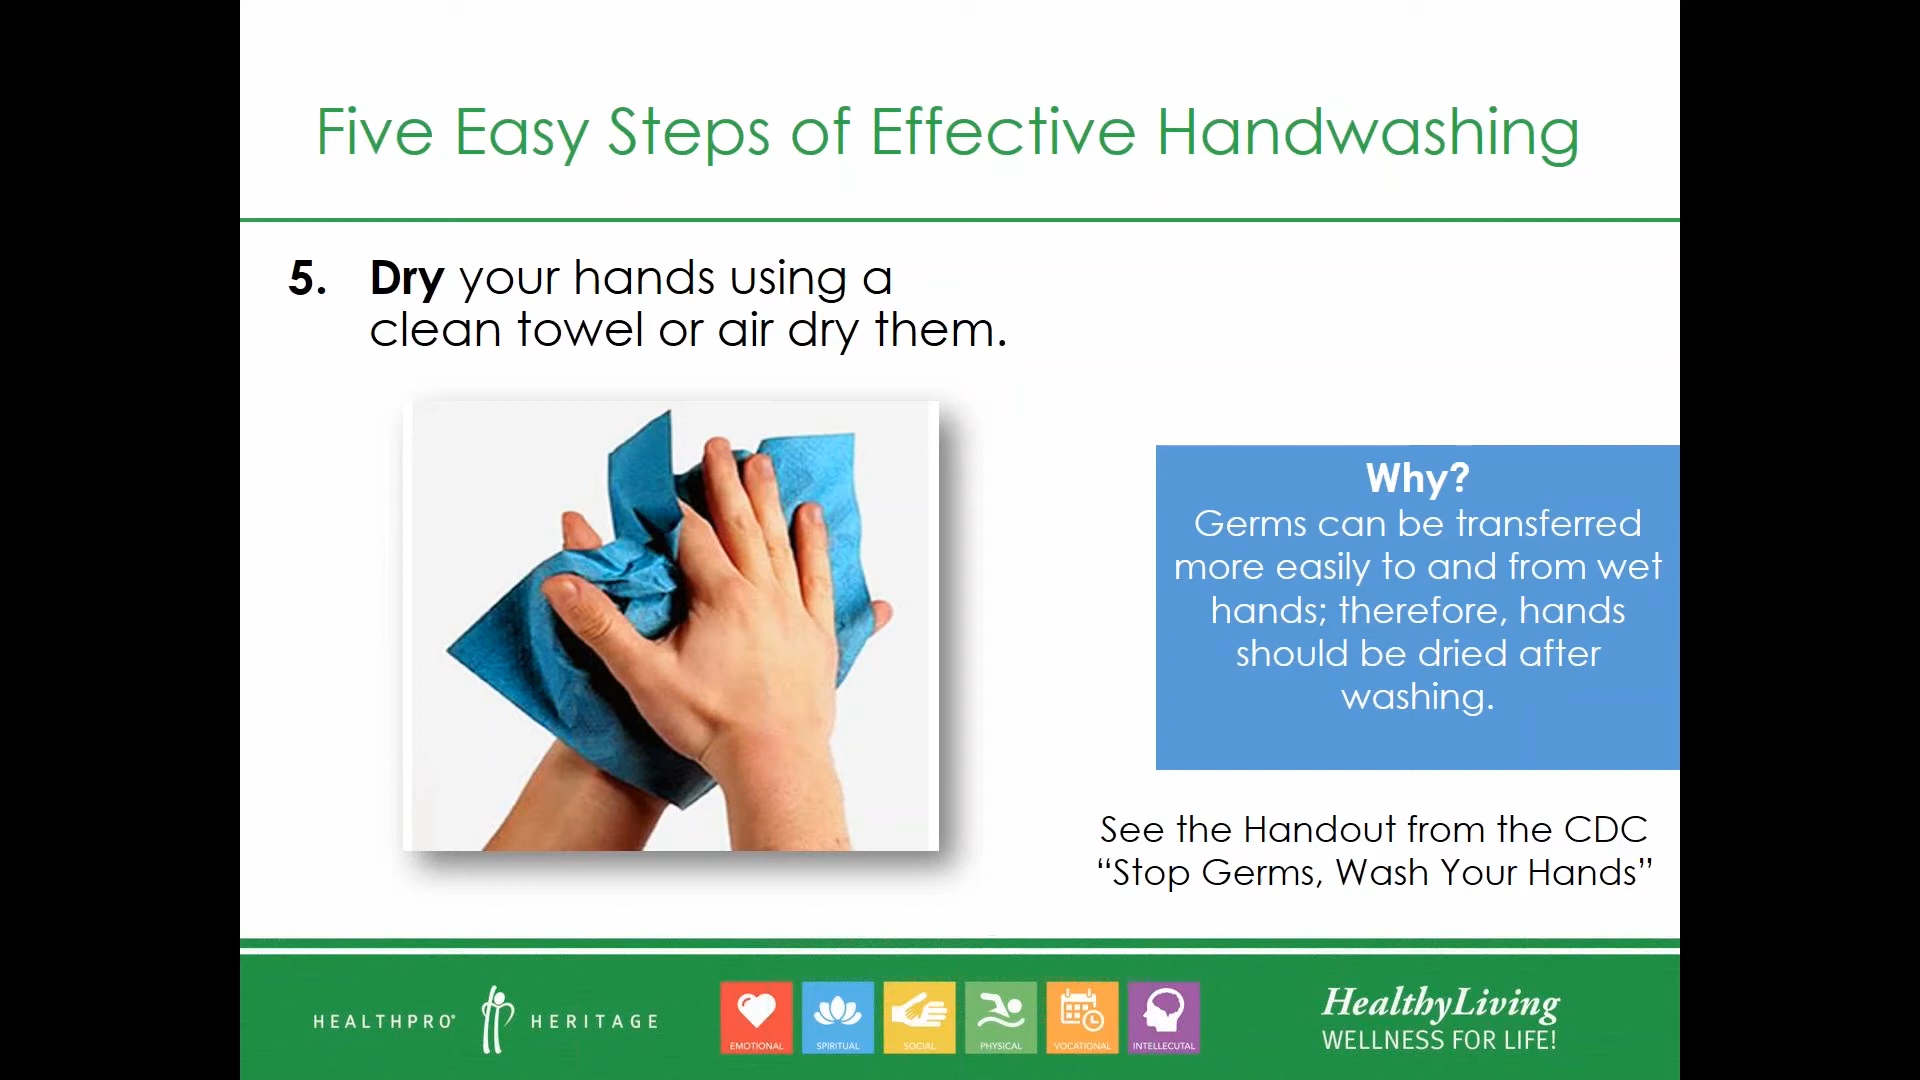 Five Easy Steps of Effective Handwashing
5. Dry your hands using a
clean towel or air dry them.
Why?
Germs can be transferred
more easily to and from wet
hands; therefore, hands
should be dried after
washing.
See the Handout from the CDC
“Stop Germs, Wash Your Hands”
HEALTHPRO® HERITAGE
EMOTIONAL
SPIRITUAL
SOCIAL
PHYSICAL
VOCATIONAL
INTELLECUTAL
HealthyLiving
WELLNESS FOR LIFE!